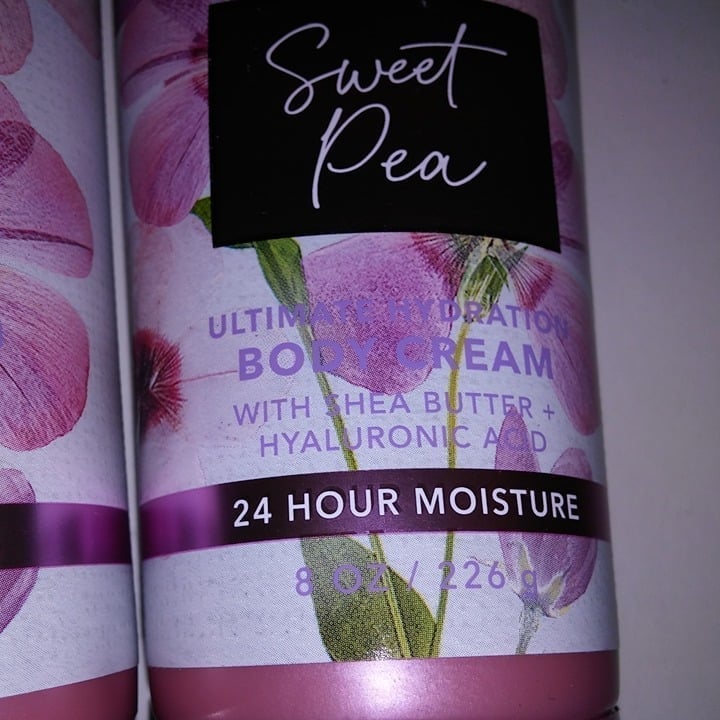 Sweet
Pea
ULTIMATE HYDRATION
BODY CREAM
WITH SHEA BUTTER +
HYALURONIC ACID
24 HOUR MOISTURE
8 OZ / 226 g